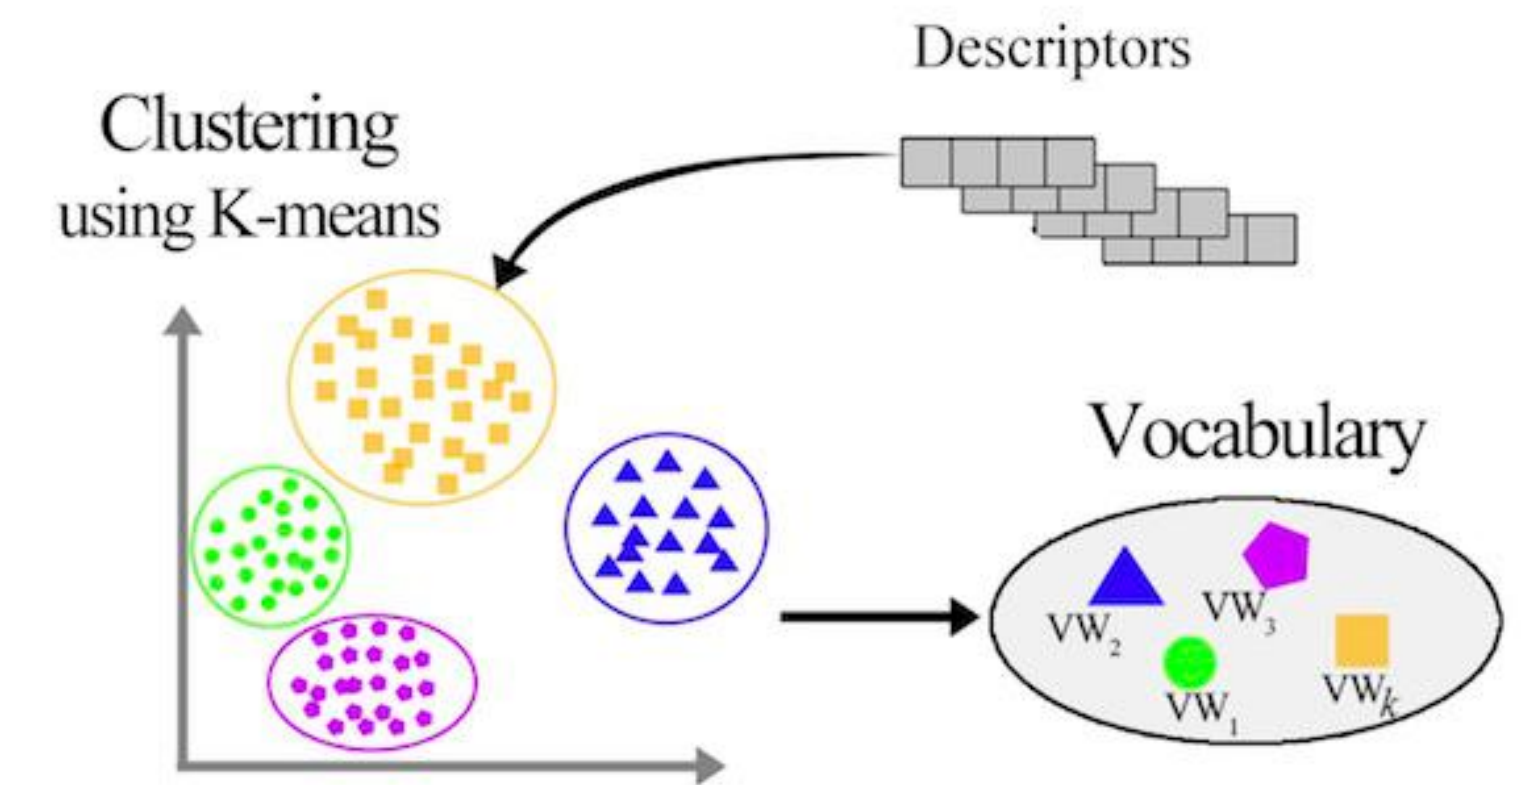 Descriptors
Clustering
using K-means
Vocabulary
VW2
VW3
VW1
VWk